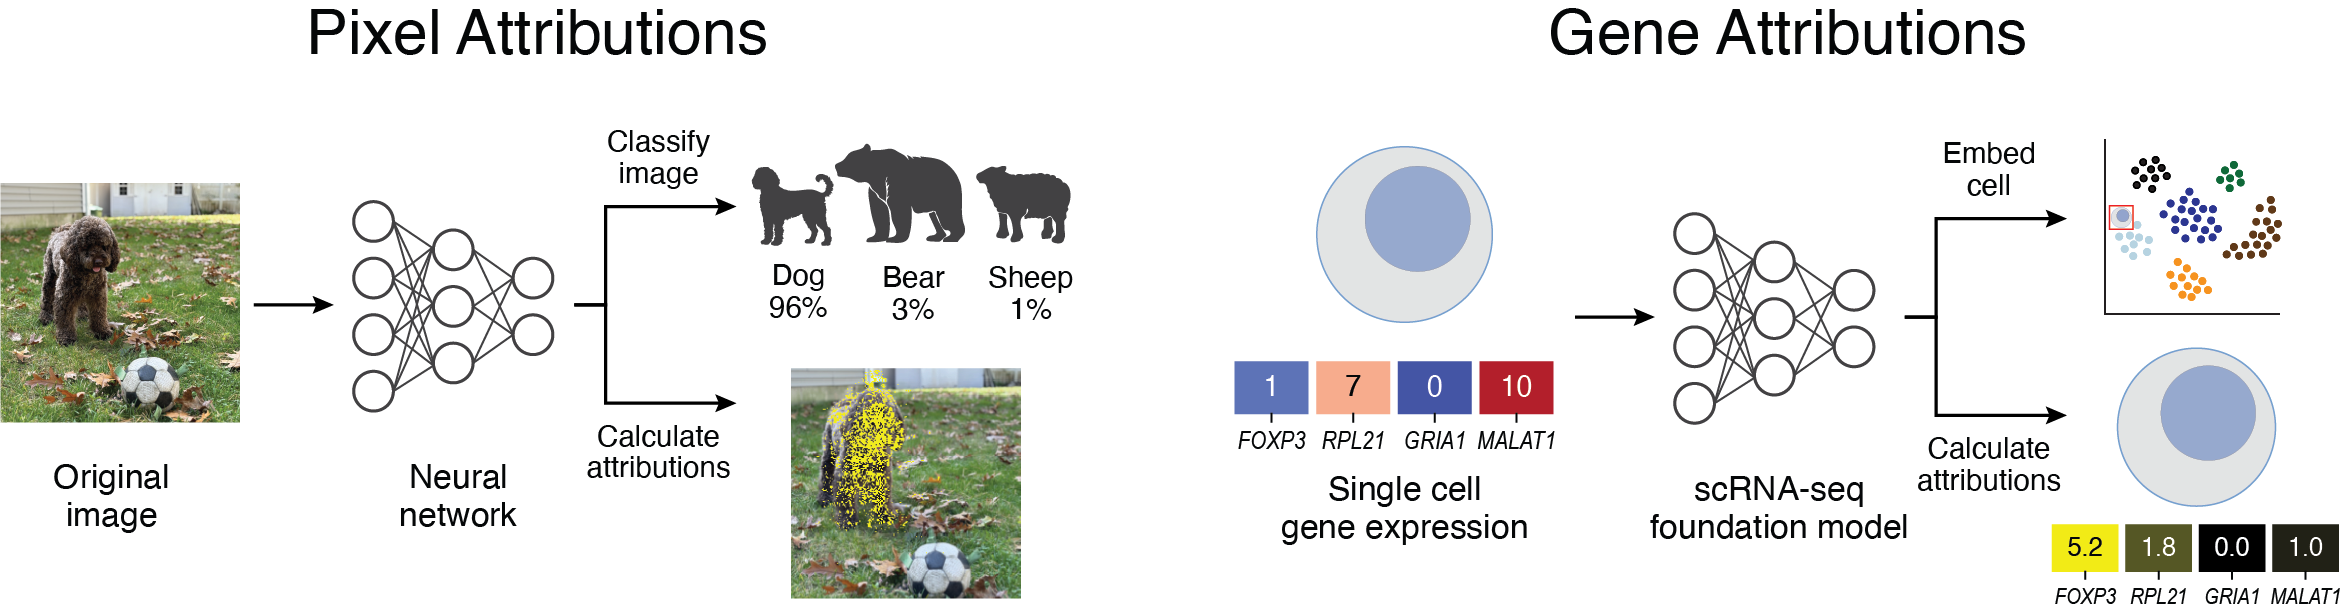 Pixel Attributions
Classify
image
Dog
96%
Bear
3%
Sheep
1%
Calculate
attributions
Original
image
Neural
network
Gene Attributions
1
7
0
10
FOXP3
RPL21
GRIA1
MALAT1
Single cell
gene expression
scRNA-seq
foundation model
Embed
cell
Calculate
attributions
5.2
1.8
0.0
1.0
FOXP3
RPL21
GRIA1
MALAT1